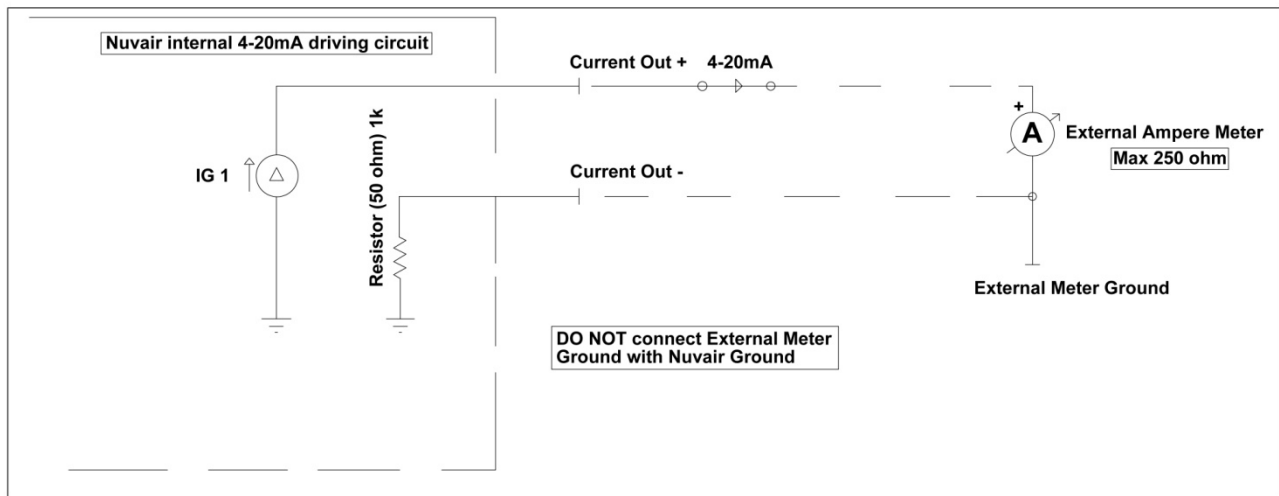 Nuvair internal 4-20mA driving circuit
Current Out + 4-20mA
+
A
External Ampere Meter
Max 250 ohm
IG 1
Resistor (50 ohm) 1k
Current Out -
External Meter Ground
DO NOT connect External Meter
Ground with Nuvair Ground